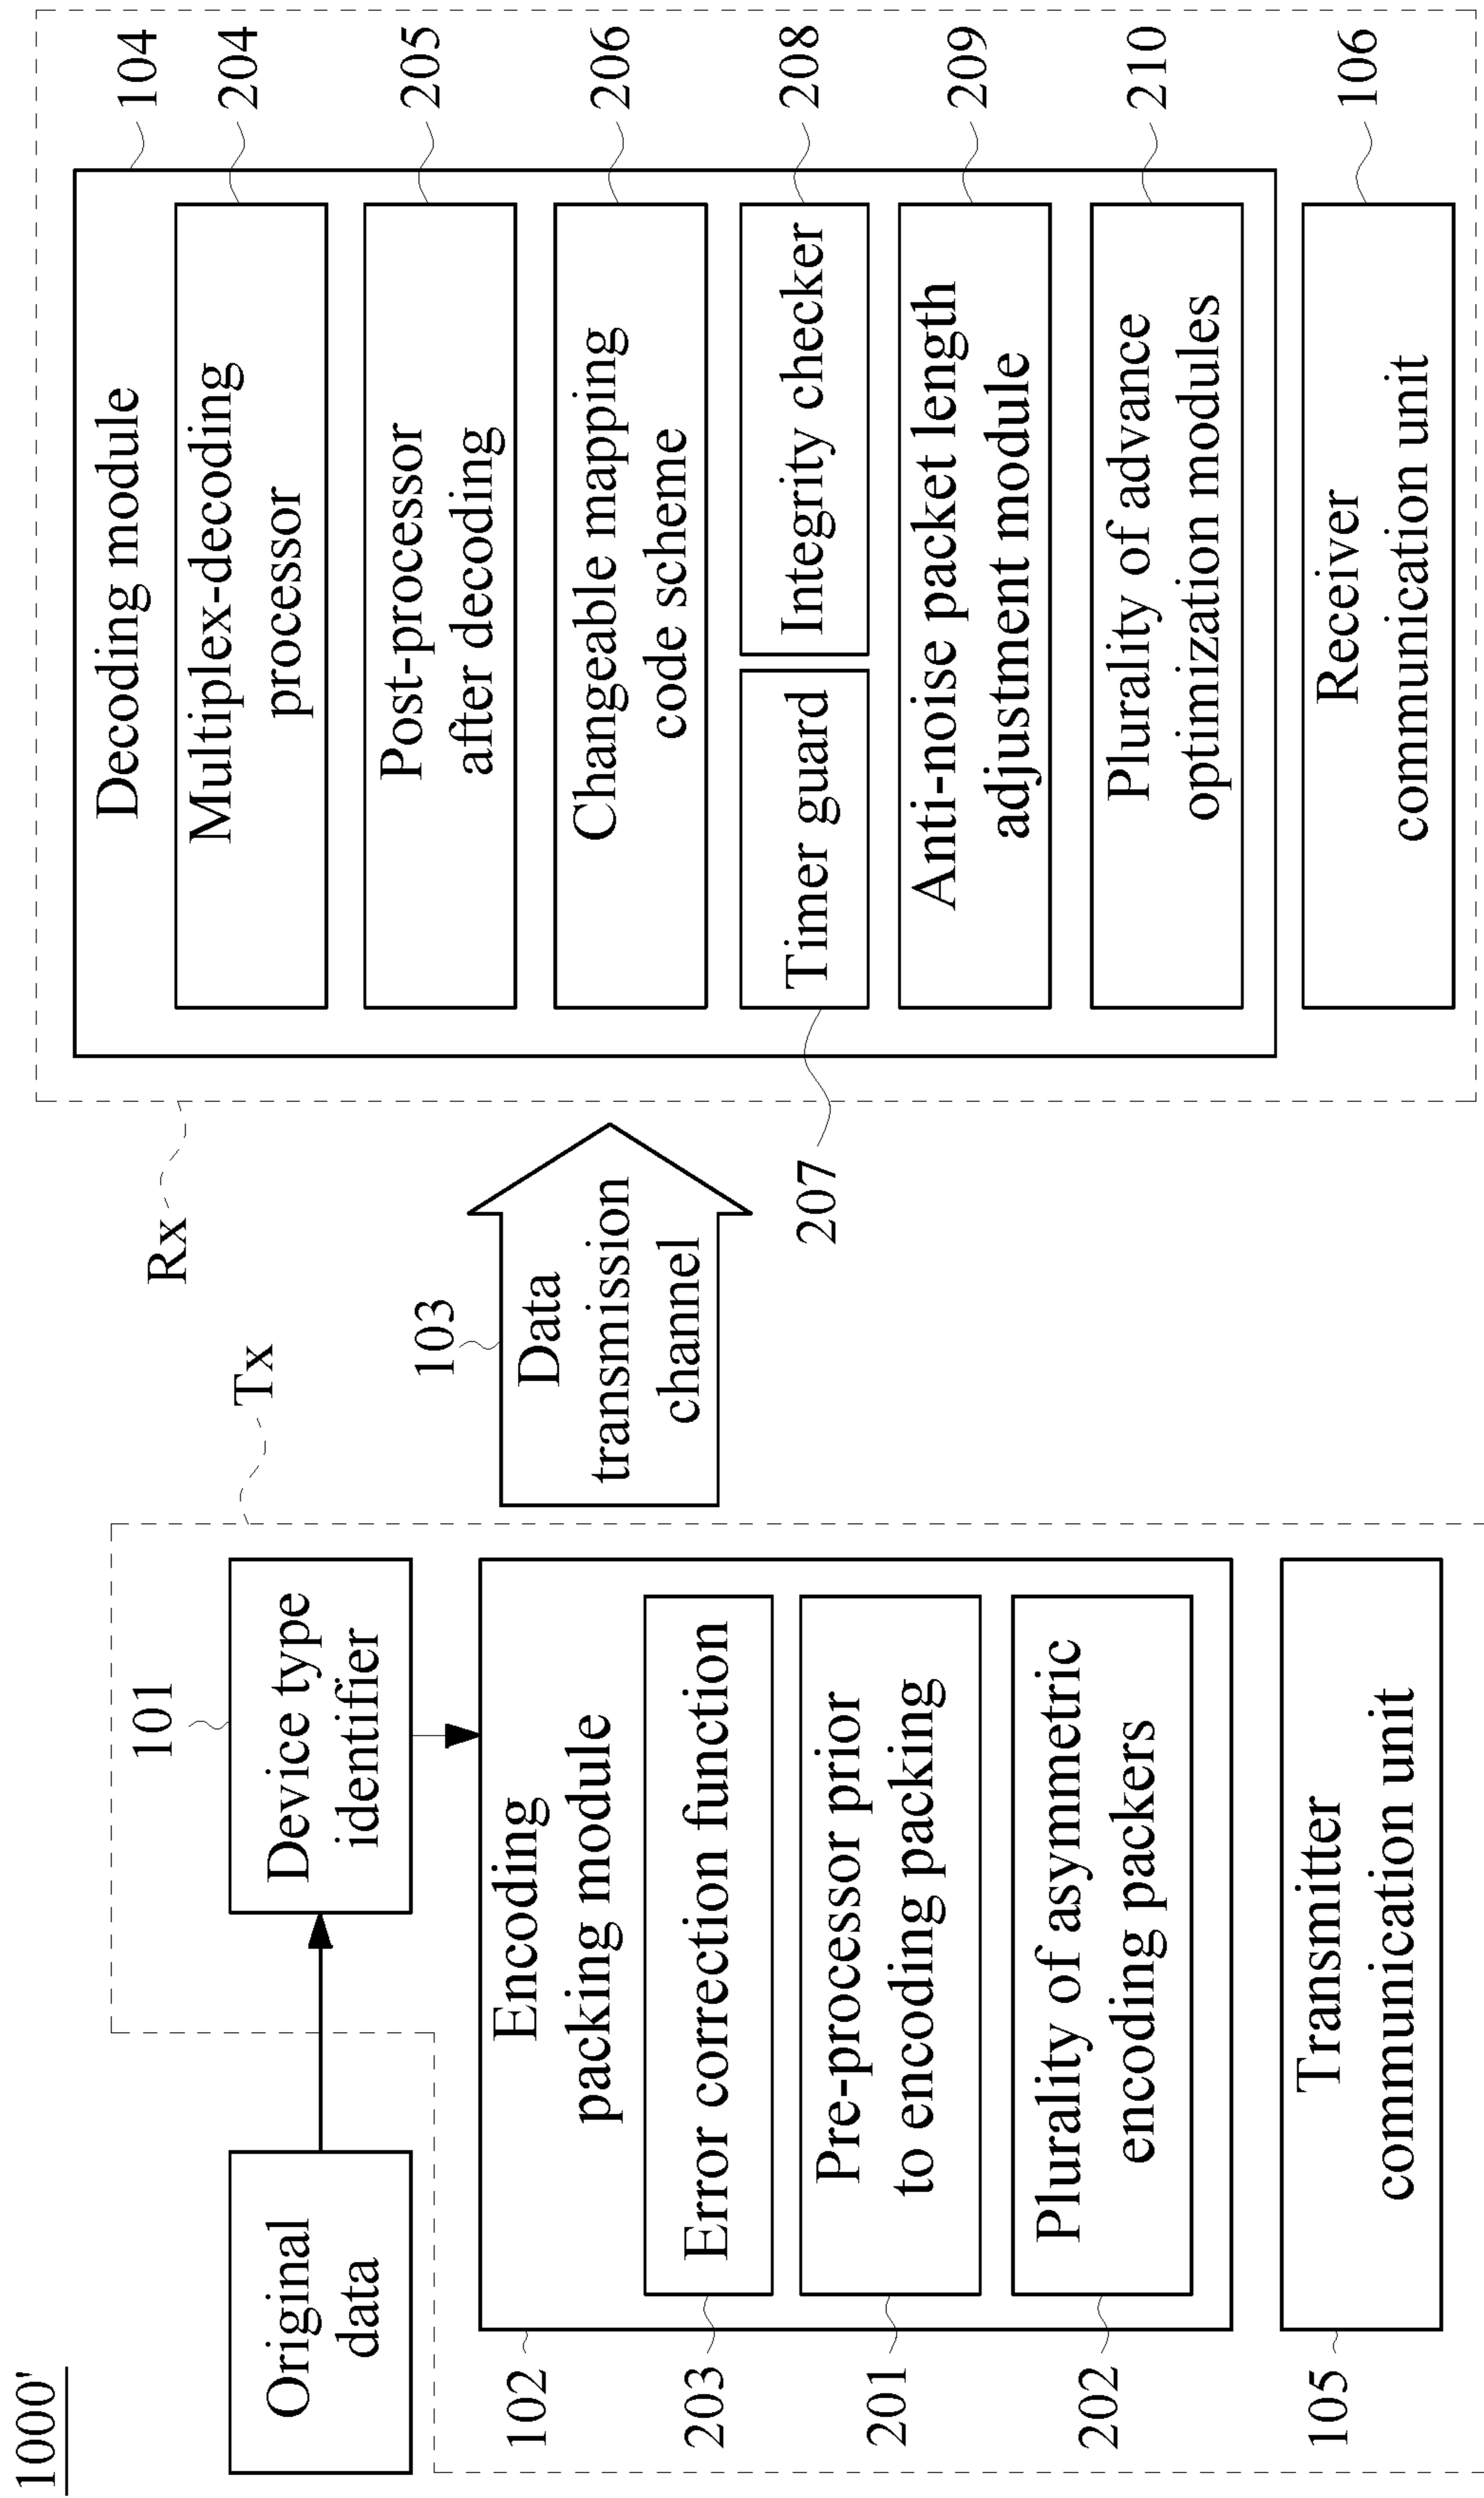 1000'
Original
data
101
Device type
identifier
Tx
102
Encoding
packing module
203
Error correction function
201
Pre-processor prior
to encoding packing
202
Plurality of asymmetric
encoding packers
105
Transmitter
communication unit
103
Data
transmission
channel
Rx
104
Decoding module
204
Multiplex-decoding
processor
205
Post-processor
after decoding
206
Changeable mapping
code scheme
207
Timer guard
Integrity checker
208
209
Anti-noise packet length
adjustment module
210
Plurality of advance
optimization modules
106
Receiver
communication unit